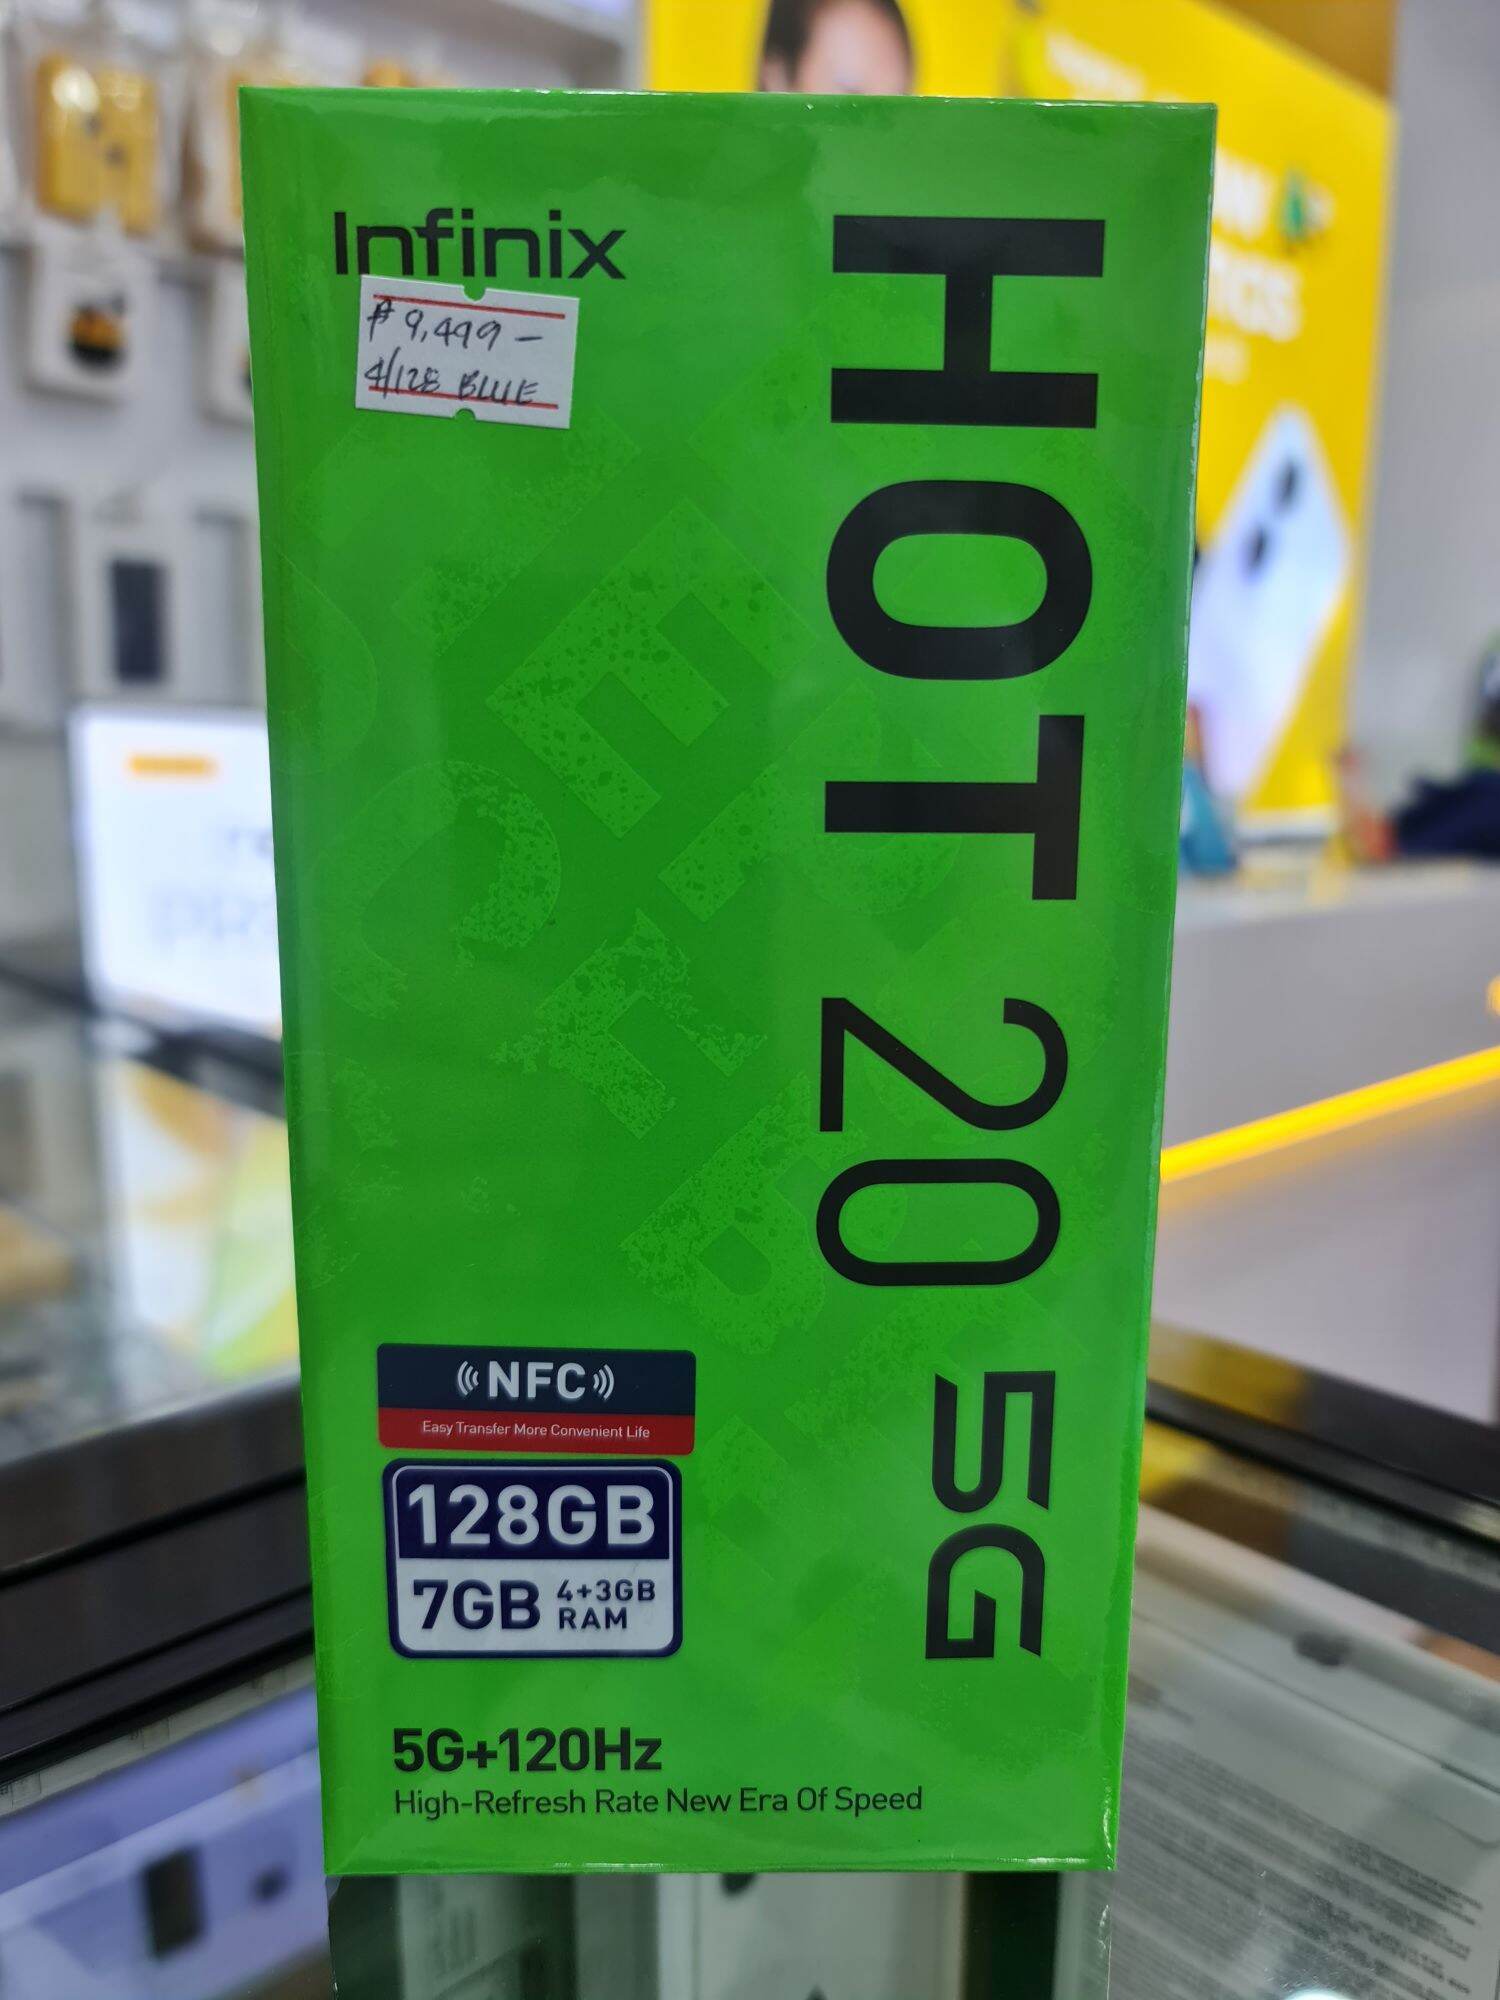 Infinix
₱ 9,499 -
4/128 BLUE
HOT 20 5G
NFC
Easy Transfer More Convenient Life
128GB
7GB 4+3GB
RAM
5G+120Hz
High-Refresh Rate New Era Of Speed